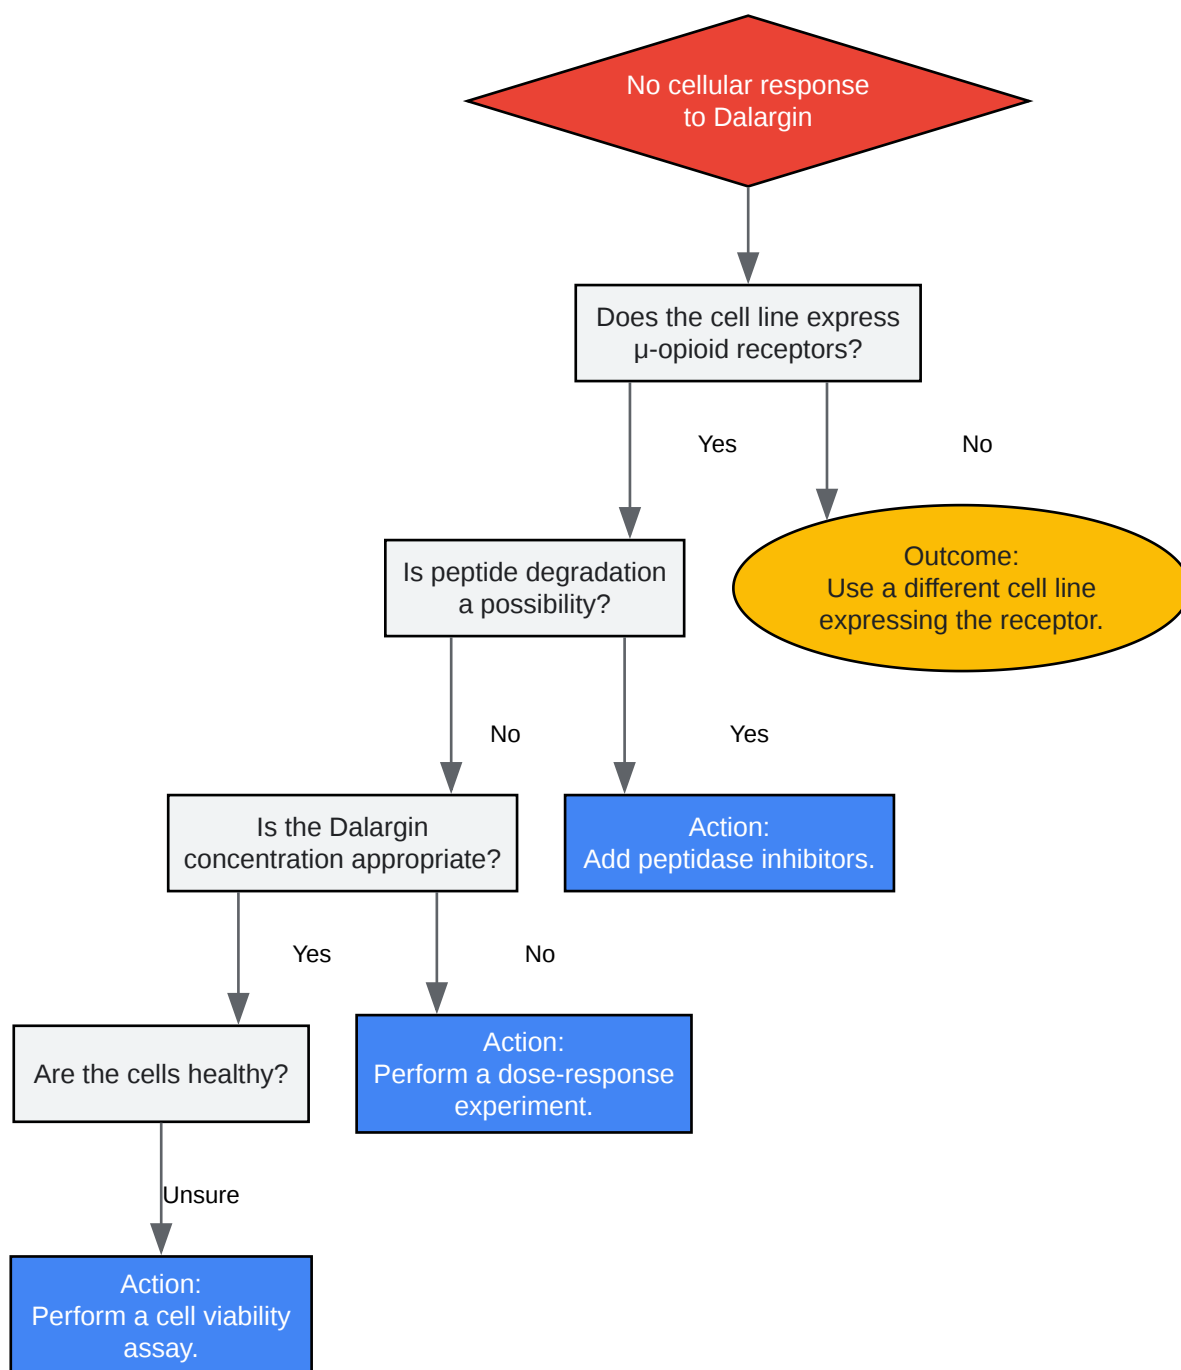 No cellular response
to Dalargin
Does the cell line express
μ-opioid receptors?
Yes
No
Is peptide degradation
a possibility?
Outcome:
Use a different cell line
expressing the receptor.
No
Yes
Is the Dalargin
concentration appropriate?
Action:
Add peptidase inhibitors.
Yes
No
Are the cells healthy?
Action:
Perform a dose-response
experiment.
Unsure
Action:
Perform a cell viability
assay.